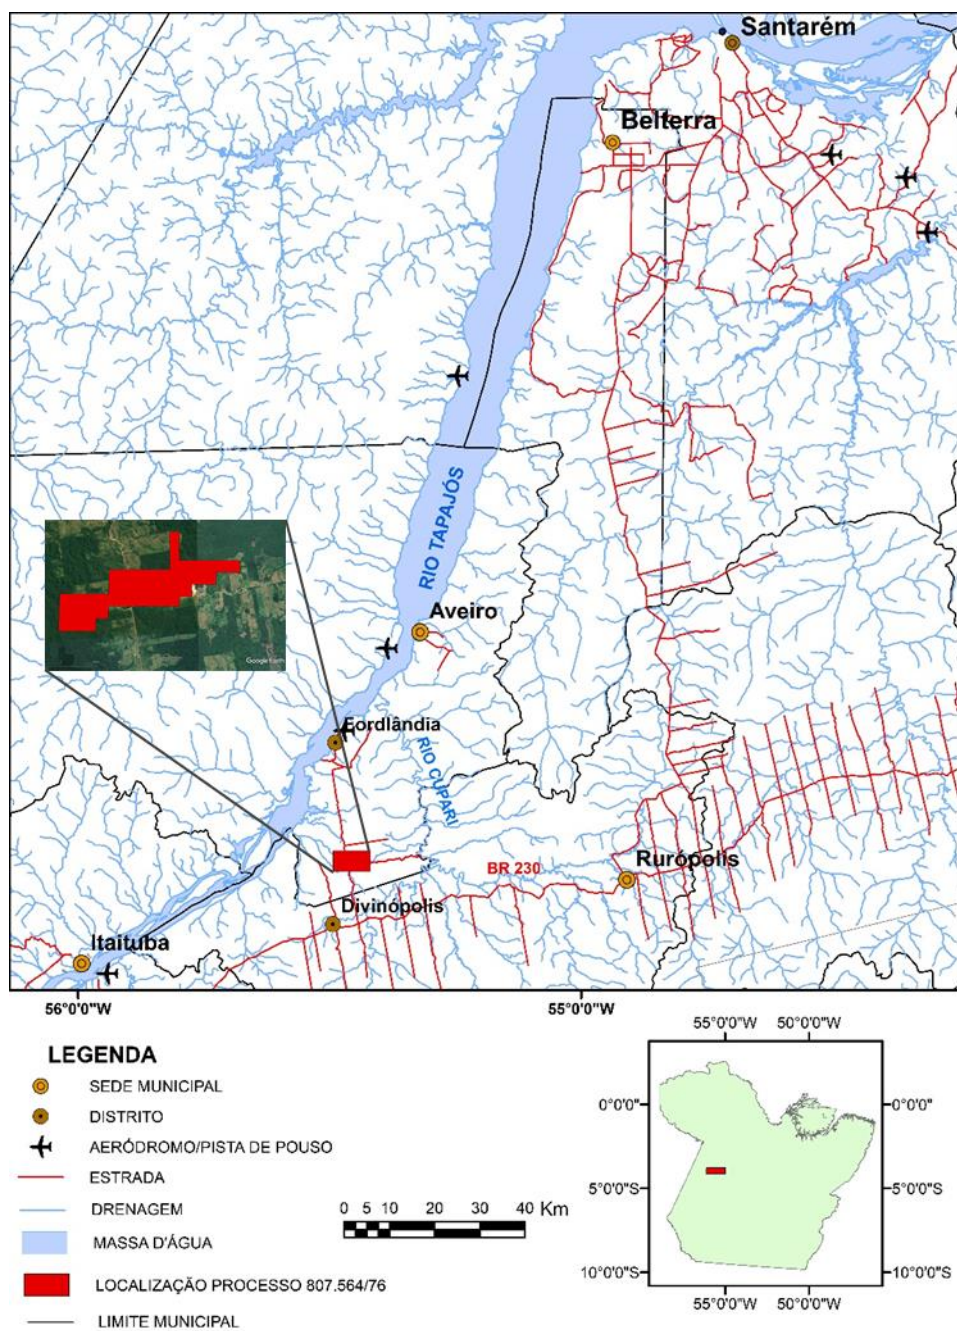 Santarém
Belterra
RIO TAPAJÓS
Google Earth
Aveiro
Fordlândia
RIO CUPARI
BR 230
Rurópolis
Divinópolis
Itaituba
56°0'0"W
55°0'0"W
LEGENDA
SEDE MUNICIPAL
DISTRITO
AERÓDROMO/PISTA DE POUSO
ESTRADA
DRENAGEM
MASSA D'ÁGUA
LOCALIZAÇÃO PROCESSO 807.564/76
LIMITE MUNICIPAL
0 5 10 20 30 40 Km
55°0'0"W 50°0'0"W
0°0'0" 0°0'0"
5°0'0"S 5°0'0"S
10°0'0"S 10°0'0"S
55°0'0"W 50°0'0"W